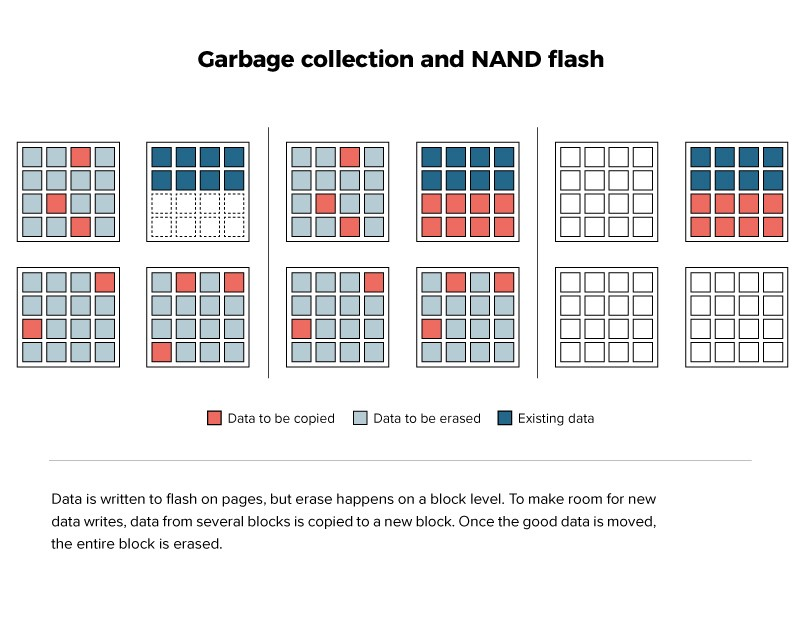 Garbage collection and NAND flash
Data to be copied
Data to be erased
Existing data
Data is written to flash on pages, but erase happens on a block level. To make room for new
data writes, data from several blocks is copied to a new block. Once the good data is moved,
the entire block is erased.